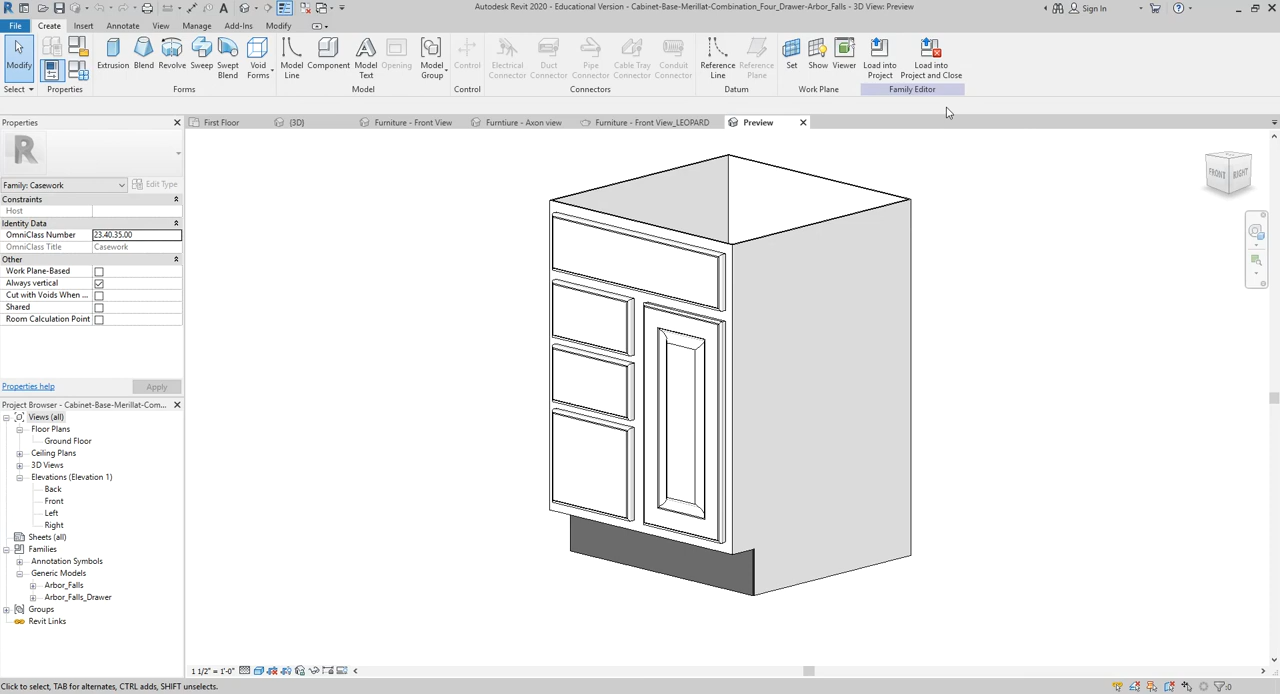 Autodesk Revit 2020 - Educational Version - Cabinet-Base-Merillat-Combination_Four_Drawer-Arbor_Falls - 3D View: Preview
Sign In
File Create Insert Annotate View Manage Add-Ins Modify
Modify
Select
Properties
Extrusion Blend Revolve Sweep Swept Blend Void Forms
Forms
Model Line Component Model Text Opening Model Group
Model
Control
Control
Electrical Connector Duct Connector Pipe Connector Cable Tray Connector Conduit Connector
Connectors
Reference Line Reference Plane
Datum
Set Show Viewer
Work Plane
Load into Project Load into Project and Close
Family Editor
Properties
First Floor
{3D}
Furniture - Front View
Furntiure - Axon view
Furniture - Front View_LEOPARD
Preview
R
Family: Casework
Edit Type
Constraints
Host
Identity Data
OmniClass Number 23.40.35.00
OmniClass Title Casework
Other
Work Plane-Based
Always vertical
Cut with Voids When ...
Shared
Room Calculation Point
Properties help
Apply
Project Browser - Cabinet-Base-Merillat-Com...
Views (all)
Floor Plans
Ground Floor
Ceiling Plans
3D Views
Elevations (Elevation 1)
Back
Front
Left
Right
Sheets (all)
Families
Annotation Symbols
Generic Models
Arbor_Falls
Arbor_Falls_Drawer
Groups
Revit Links
FRONT RIGHT
1 1/2" = 1'-0"
Click to select, TAB for alternates, CTRL adds, SHIFT unselects.
:0